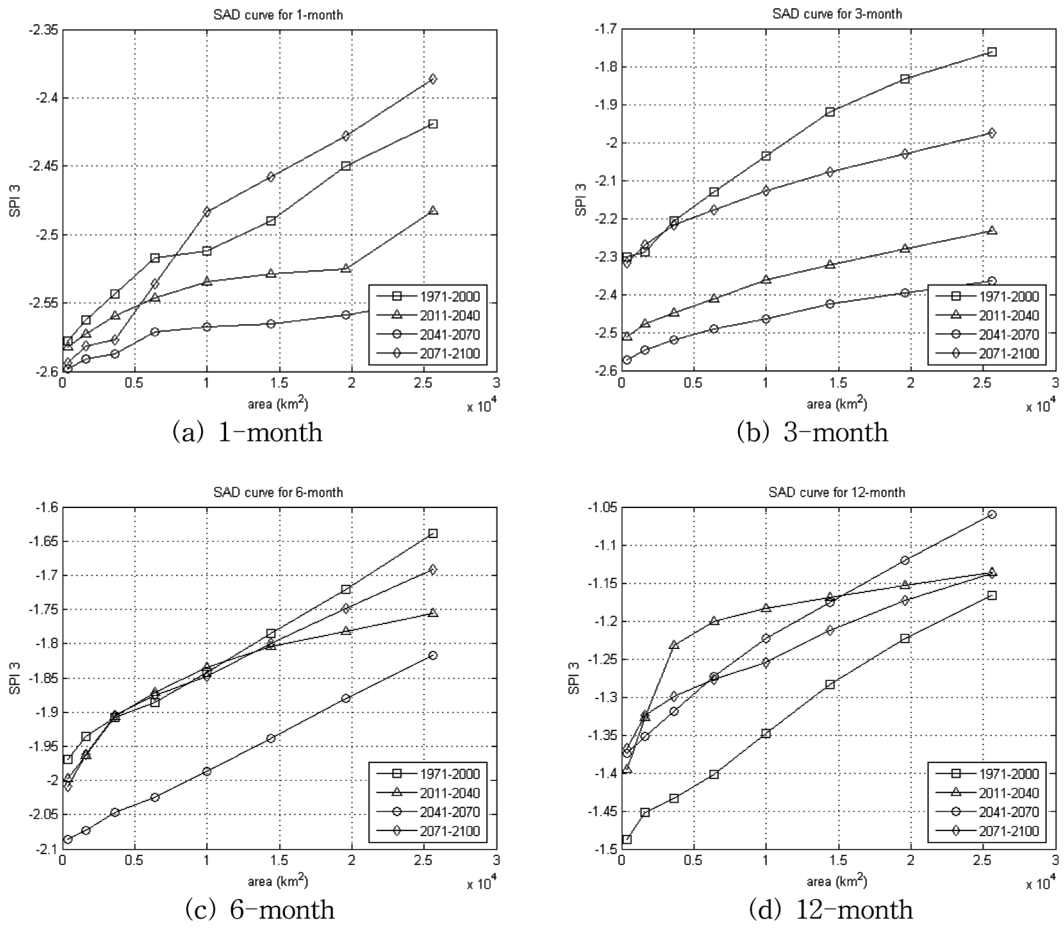 SAD curve for 1-month
SPI 3
-2.35
-2.4
-2.45
-2.5
-2.55
-2.6
0 0.5 1 1.5 2 2.5 3
area (km²)
x 10⁴
1971-2000
2011-2040
2041-2070
2071-2100
(a) 1-month
SAD curve for 3-month
SPI 3
-1.7
-1.8
-1.9
-2
-2.1
-2.2
-2.3
-2.4
-2.5
-2.6
0 0.5 1 1.5 2 2.5 3
area (km²)
x 10⁴
1971-2000
2011-2040
2041-2070
2071-2100
(b) 3-month
SAD curve for 6-month
SPI 3
-1.6
-1.65
-1.7
-1.75
-1.8
-1.85
-1.9
-1.95
-2
-2.05
-2.1
0 0.5 1 1.5 2 2.5 3
area (km²)
x 10⁴
1971-2000
2011-2040
2041-2070
2071-2100
(c) 6-month
SAD curve for 12-month
SPI 3
-1.05
-1.1
-1.15
-1.2
-1.25
-1.3
-1.35
-1.4
-1.45
-1.5
0 0.5 1 1.5 2 2.5 3
area (km²)
x 10⁴
1971-2000
2011-2040
2041-2070
2071-2100
(d) 12-month